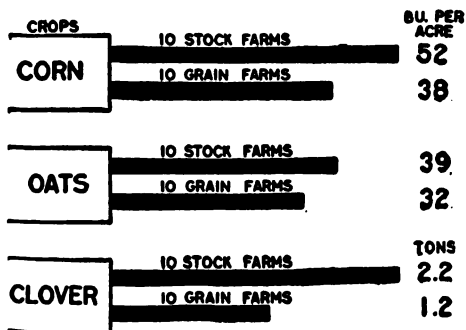 CROPS
BU. PER
ACRE
CORN
10 STOCK FARMS 52
10 GRAIN FARMS 38
OATS
10 STOCK FARMS 39
10 GRAIN FARMS 32
TONS
CLOVER
10 STOCK FARMS 2.2
10 GRAIN FARMS 1.2